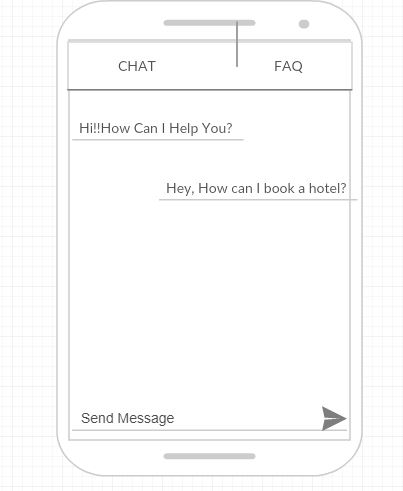 CHAT FAQ
Hi!!How Can I Help You?
Hey, How can I book a hotel?
Send Message